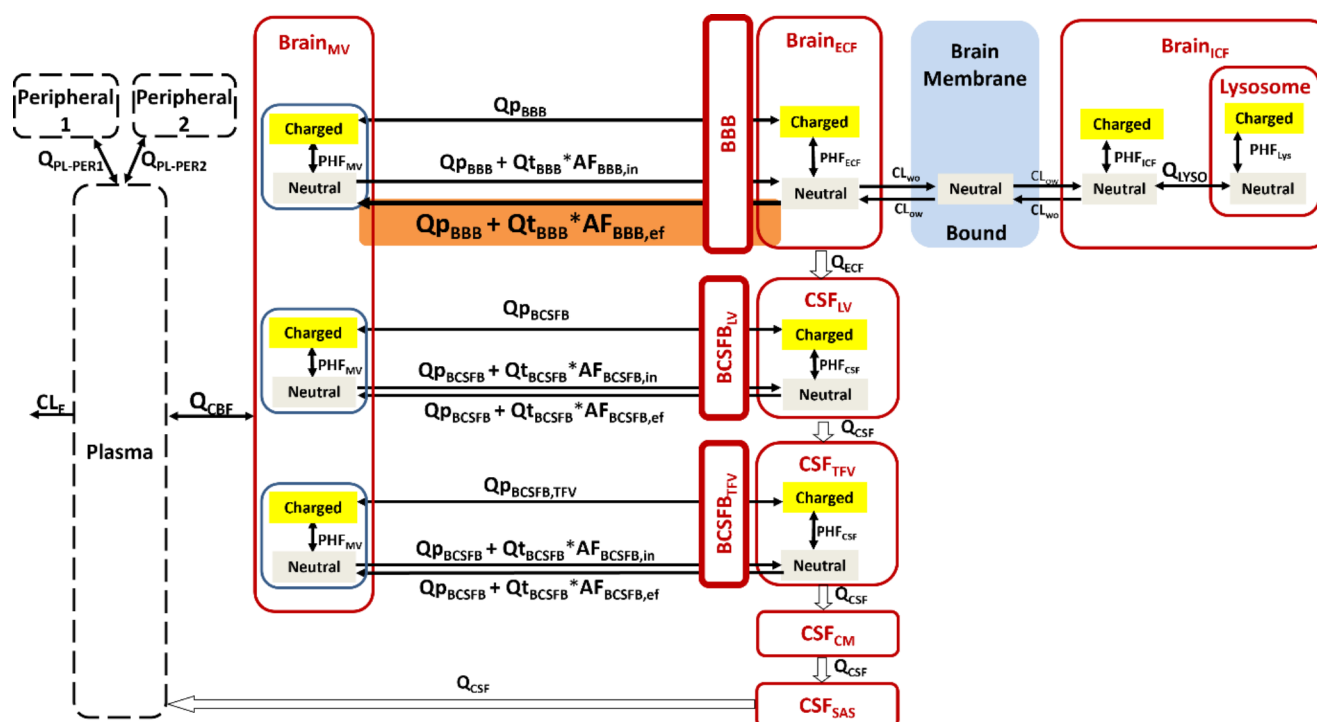 Peripheral
1
Peripheral
2
Q_PL-PER1
Q_PL-PER2
CL_E
Plasma
Q_CBF
Brain_MV
Charged
PHF_MV
Neutral
Charged
PHF_MV
Neutral
Charged
PHF_MV
Neutral
Qp_BBB
Qp_BBB + Qt_BBB*AF_BBB,in
Qp_BBB + Qt_BBB*AF_BBB,ef
Qp_BCSFB
Qp_BCSFB + Qt_BCSFB*AF_BCSFB,in
Qp_BCSFB + Qt_BCSFB*AF_BCSFB,ef
Qp_BCSFB,TFV
Qp_BCSFB + Qt_BCSFB*AF_BCSFB,in
Qp_BCSFB + Qt_BCSFB*AF_BCSFB,ef
BBB
BCSFB_LV
BCSFB_TFV
Brain_ECF
Charged
PHF_ECF
Neutral
CL_wo
CL_ow
Brain
Membrane
Neutral
Bound
CL_ow
CL_wo
Brain_ICF
Charged
PHF_ICF
Neutral
Q_LYSO
Lysosome
Charged
PHF_Lys
Neutral
Q_ECF
CSF_LV
Charged
PHF_CSF
Neutral
Q_CSF
CSF_TFV
Charged
PHF_CSF
Neutral
Q_CSF
CSF_CM
Q_CSF
CSF_SAS
Q_CSF